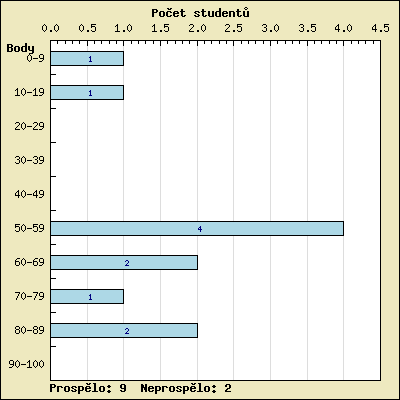 Počet studentů
0.0 0.5 1.0 1.5 2.0 2.5 3.0 3.5 4.0 4.5
Body
0-9 1
10-19 1
20-29
30-39
40-49
50-59 4
60-69 2
70-79 1
80-89 2
90-100
Prospělo: 9 Neprospělo: 2